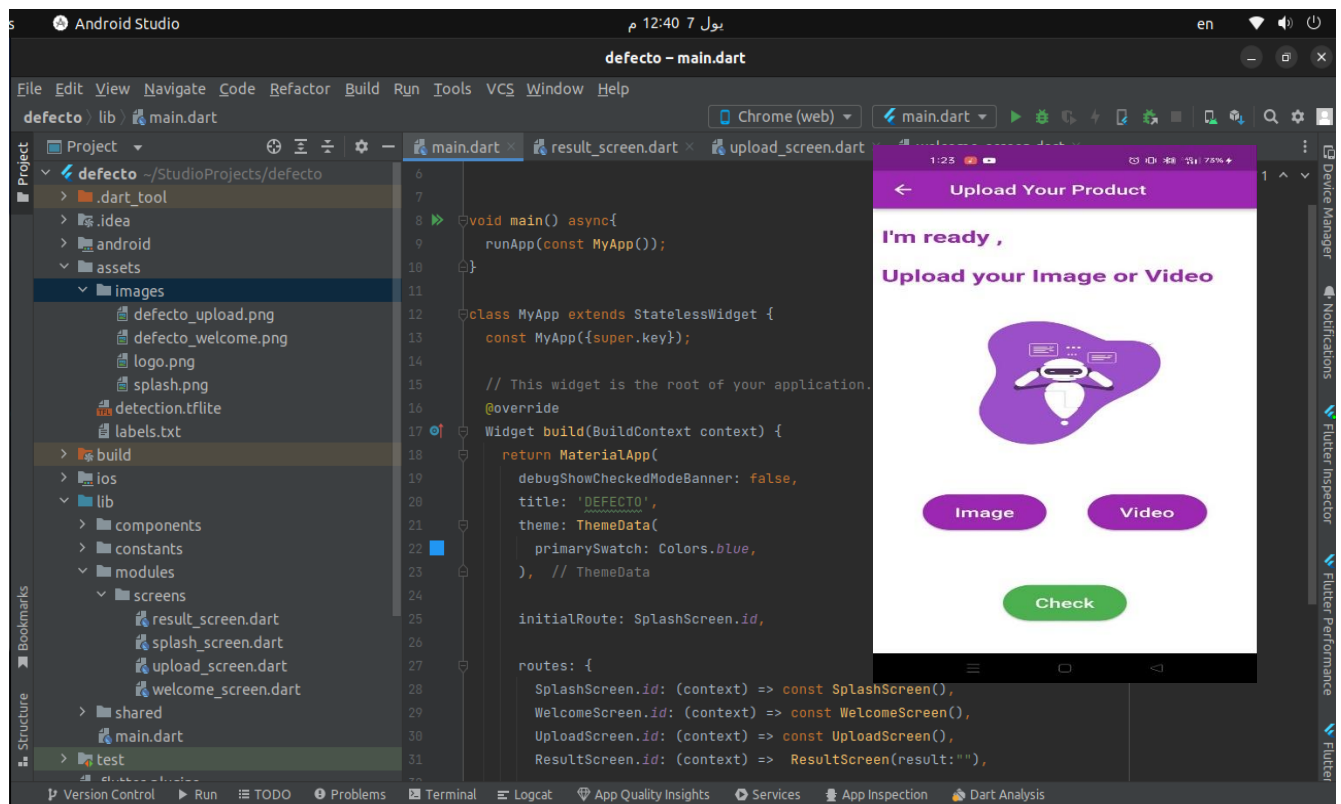 Android Studio
يول 7 12:40 م
en
defecto – main.dart
File Edit View Navigate Code Refactor Build Run Tools VCS Window Help
defecto lib main.dart
Chrome (web)
main.dart
Project
main.dart
result_screen.dart
upload_screen.dart
defecto ~/StudioProjects/defecto
.dart_tool
.idea
android
assets
images
defecto_upload.png
defecto_welcome.png
logo.png
splash.png
detection.tflite
labels.txt
build
ios
lib
components
constants
modules
screens
result_screen.dart
splash_screen.dart
upload_screen.dart
welcome_screen.dart
shared
main.dart
test
6
7
8 void main() async{
9 runApp(const MyApp());
10 }
11
12 class MyApp extends StatelessWidget {
13 const MyApp({super.key});
14
15 // This widget is the root of your application.
16 @override
17 Widget build(BuildContext context) {
18 return MaterialApp(
19 debugShowCheckedModeBanner: false,
20 title: 'DEFECTO',
21 theme: ThemeData(
22 primarySwatch: Colors.blue,
23 ), // ThemeData
24
25 initialRoute: SplashScreen.id,
26
27 routes: {
28 SplashScreen.id: (context) => const SplashScreen(),
29 WelcomeScreen.id: (context) => const WelcomeScreen(),
30 UploadScreen.id: (context) => const UploadScreen(),
31 ResultScreen.id: (context) => ResultScreen(result:""),
1:23
75%
Upload Your Product
I'm ready ,
Upload your Image or Video
Image
Video
Check
1
Project
Bookmarks
Structure
Device Manager
Notifications
Flutter Inspector
Flutter Performance
Flutter
Version Control Run TODO Problems Terminal Logcat App Quality Insights Services App Inspection Dart Analysis